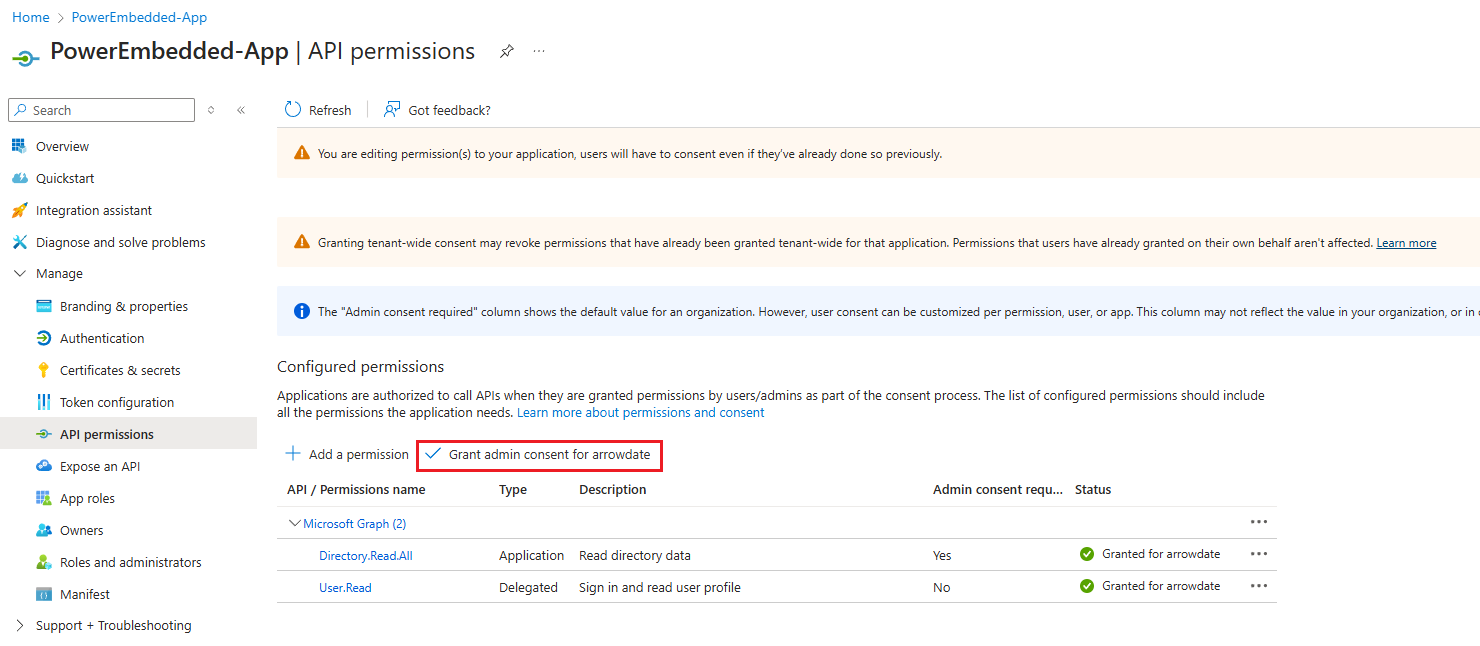 Home > PowerEmbedded-App
PowerEmbedded-App | API permissions ...
Search
Refresh
Got feedback?
Overview
Quickstart
Integration assistant
Diagnose and solve problems
Manage
Branding & properties
Authentication
Certificates & secrets
Token configuration
API permissions
Expose an API
App roles
Owners
Roles and administrators
Manifest
Support + Troubleshooting
You are editing permission(s) to your application, users will have to consent even if they've already done so previously.
Granting tenant-wide consent may revoke permissions that have already been granted tenant-wide for that application. Permissions that users have already granted on their own behalf aren't affected. Learn more
The "Admin consent required" column shows the default value for an organization. However, user consent can be customized per permission, user, or app. This column may not reflect the value in your organization, or in
Configured permissions
Applications are authorized to call APIs when they are granted permissions by users/admins as part of the consent process. The list of configured permissions should include
all the permissions the application needs. Learn more about permissions and consent
Add a permission Grant admin consent for arrowdate
API / Permissions name Type Description Admin consent requ... Status
Microsoft Graph (2) ...
Directory.Read.All Application Read directory data Yes Granted for arrowdate ...
User.Read Delegated Sign in and read user profile No Granted for arrowdate ...